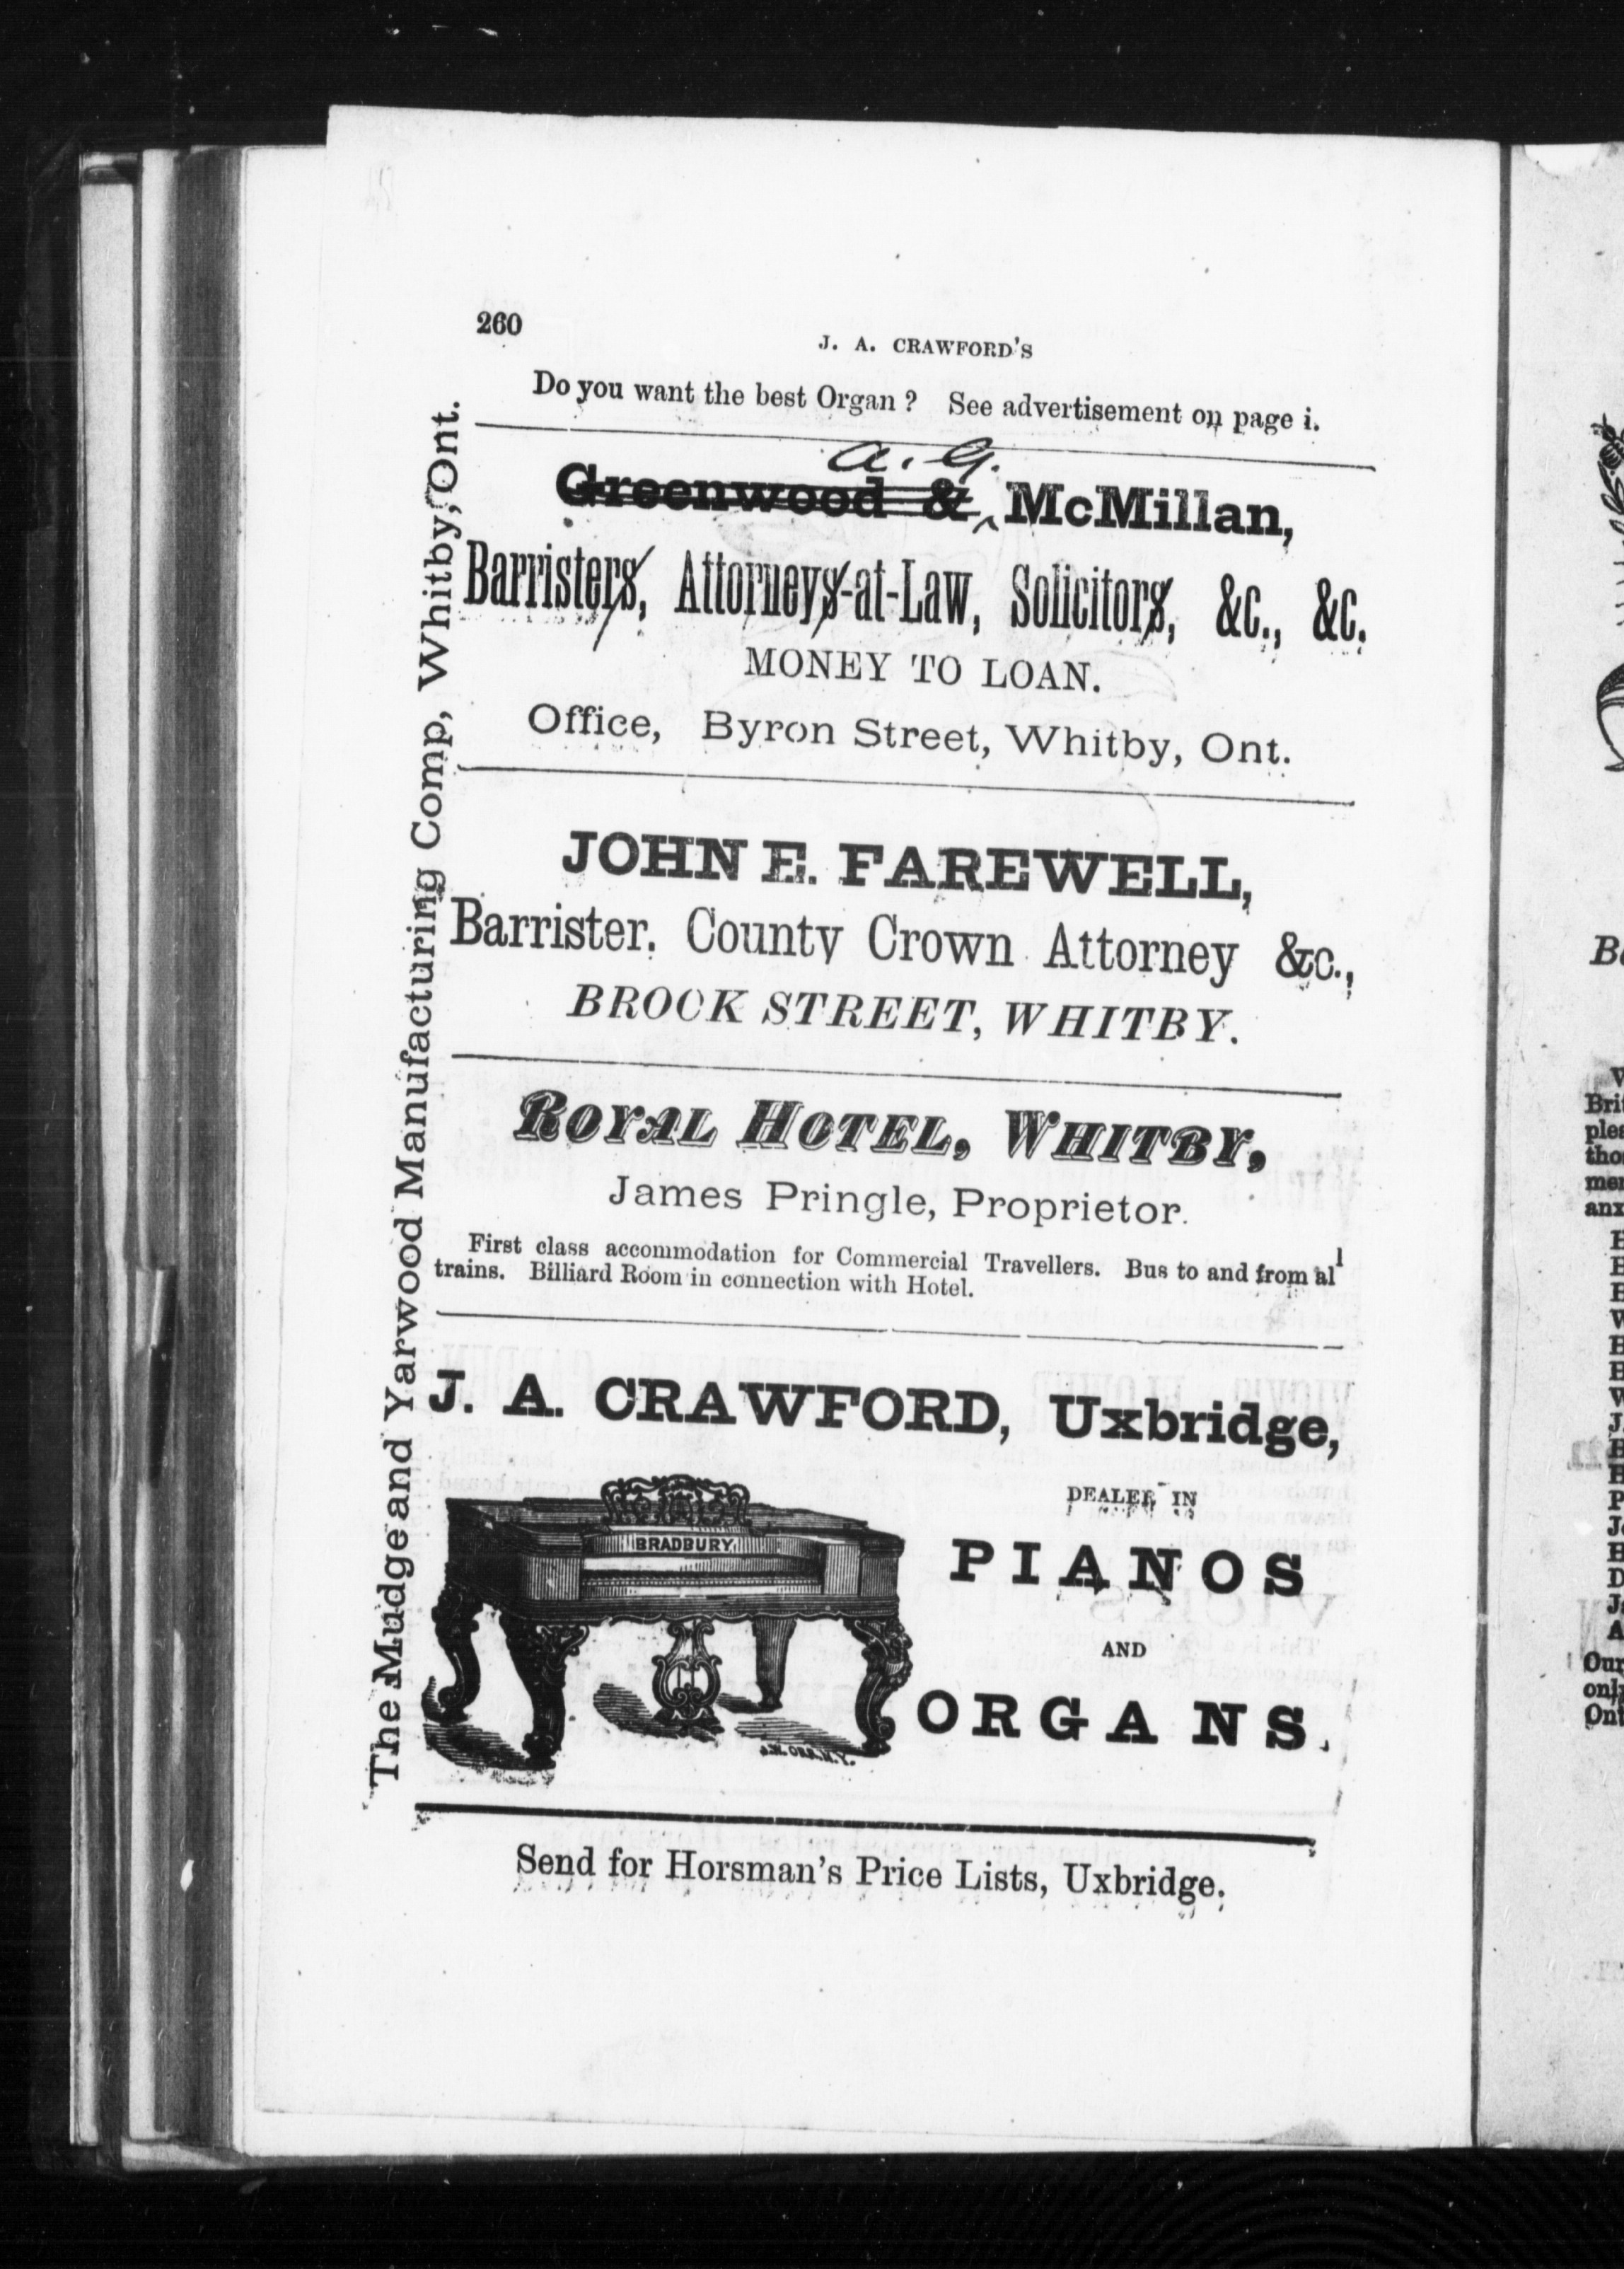 260
J. A. CRAWFORD'S
Do you want the best Organ ? See advertisement on page i.
a. G.
Greenwood & McMillan,
Barristers, Attorneys-at-Law, Solicitors, &c., &c.
MONEY TO LOAN.
Office, Byron Street, Whitby, Ont.
JOHN E. FAREWELL,
Barrister, County Crown Attorney &c.,
BROCK STREET, WHITBY.
ROYAL HOTEL, WHITBY,
James Pringle, Proprietor.
First class accommodation for Commercial Travellers. Bus to and from al l
trains. Billiard Room in connection with Hotel.
J. A. CRAWFORD, Uxbridge,
BRADBURY
DEALER IN
PIANOS
AND
ORGANS.
Send for Horsman's Price Lists, Uxbridge.
The Mudge and Yarwood Manufacturing Comp, Whitby, Ont.